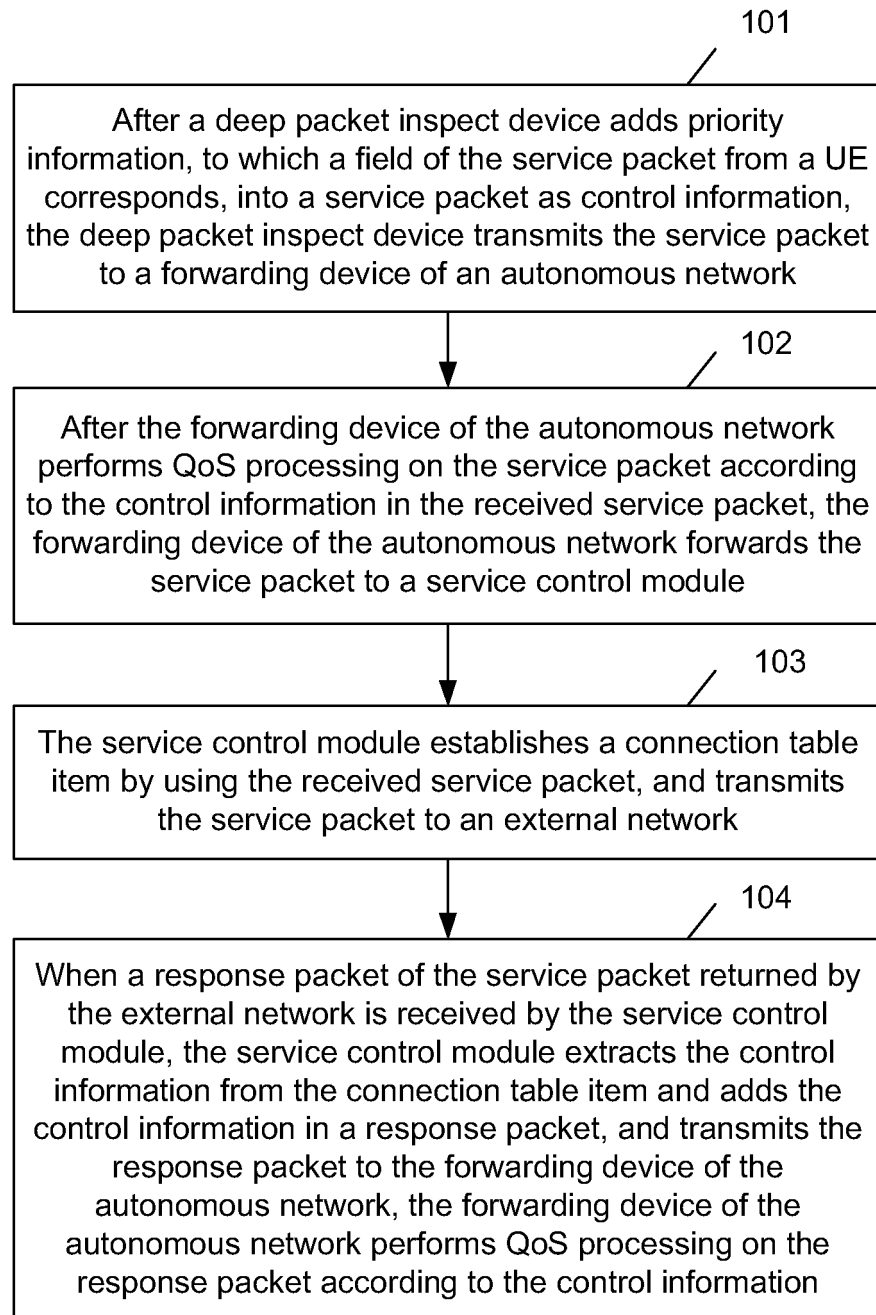 101
After a deep packet inspect device adds priority
information, to which a field of the service packet from a UE
corresponds, into a service packet as control information,
the deep packet inspect device transmits the service packet
to a forwarding device of an autonomous network
102
After the forwarding device of the autonomous network
performs QoS processing on the service packet according
to the control information in the received service packet, the
forwarding device of the autonomous network forwards the
service packet to a service control module
103
The service control module establishes a connection table
item by using the received service packet, and transmits
the service packet to an external network
104
When a response packet of the service packet returned by
the external network is received by the service control
module, the service control module extracts the control
information from the connection table item and adds the
control information in a response packet, and transmits the
response packet to the forwarding device of the
autonomous network, the forwarding device of the
autonomous network performs QoS processing on the
response packet according to the control information